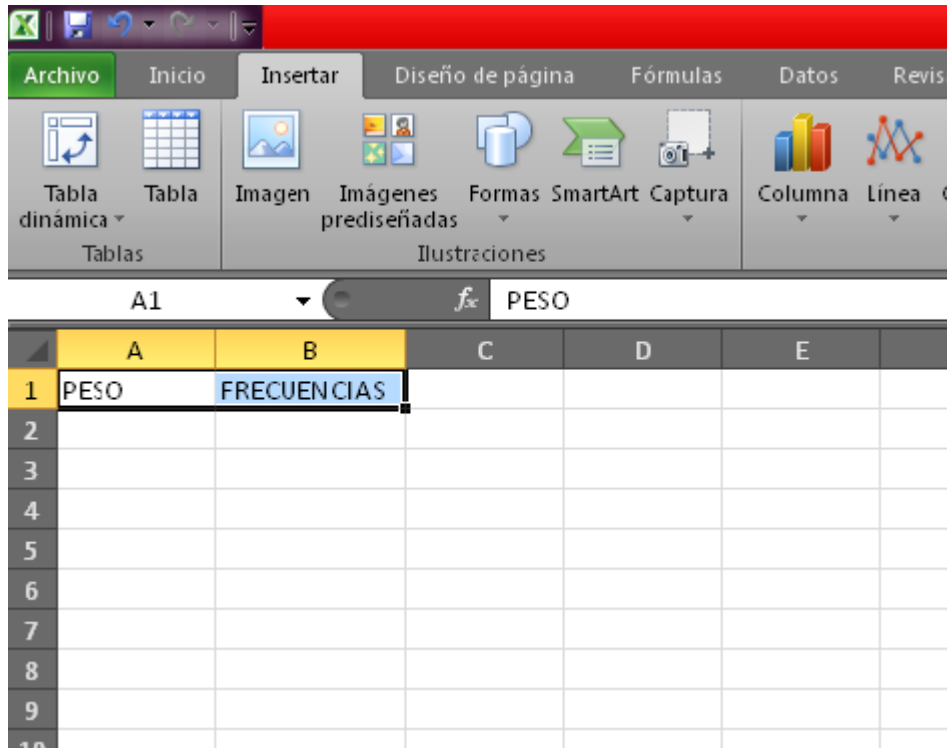 Archivo Inicio Insertar Diseño de página Fórmulas Datos
Tabla dinámica Tabla Imagen Imágenes prediseñadas Formas SmartArt Captura Columna Línea
Tablas Ilustraciones
A1 fx PESO
A B C D E
1 PESO FRECUENCIAS
2
3
4
5
6
7
8
9
10